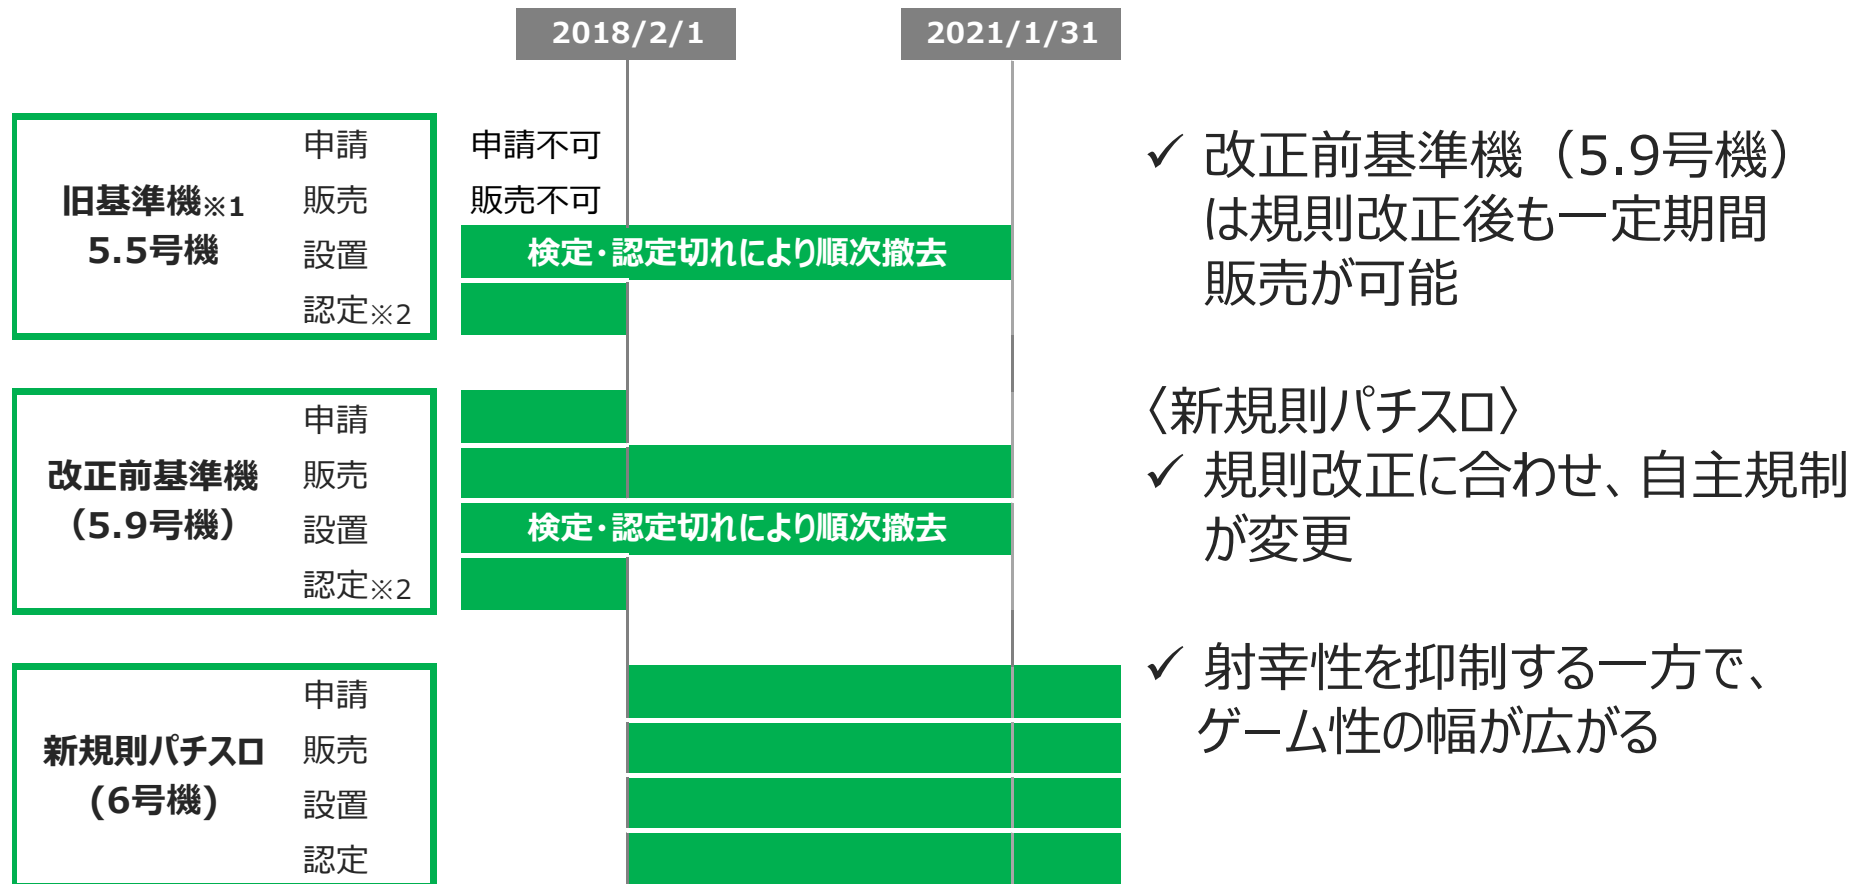 2018/2/1
2021/1/31
旧基準機※1
5.5号機
申請
販売
設置
認定※2
申請不可
販売不可
検定・認定切れにより順次撤去
改正前基準機
（5.9号機）
申請
販売
設置
認定※2
検定・認定切れにより順次撤去
新規則パチスロ
(6号機)
申請
販売
設置
認定
✓ 改正前基準機（5.9号機）
は規則改正後も一定期間
販売が可能
〈新規則パチスロ〉
✓ 規則改正に合わせ、自主規制
が変更
✓ 射幸性を抑制する一方で、
ゲーム性の幅が広がる